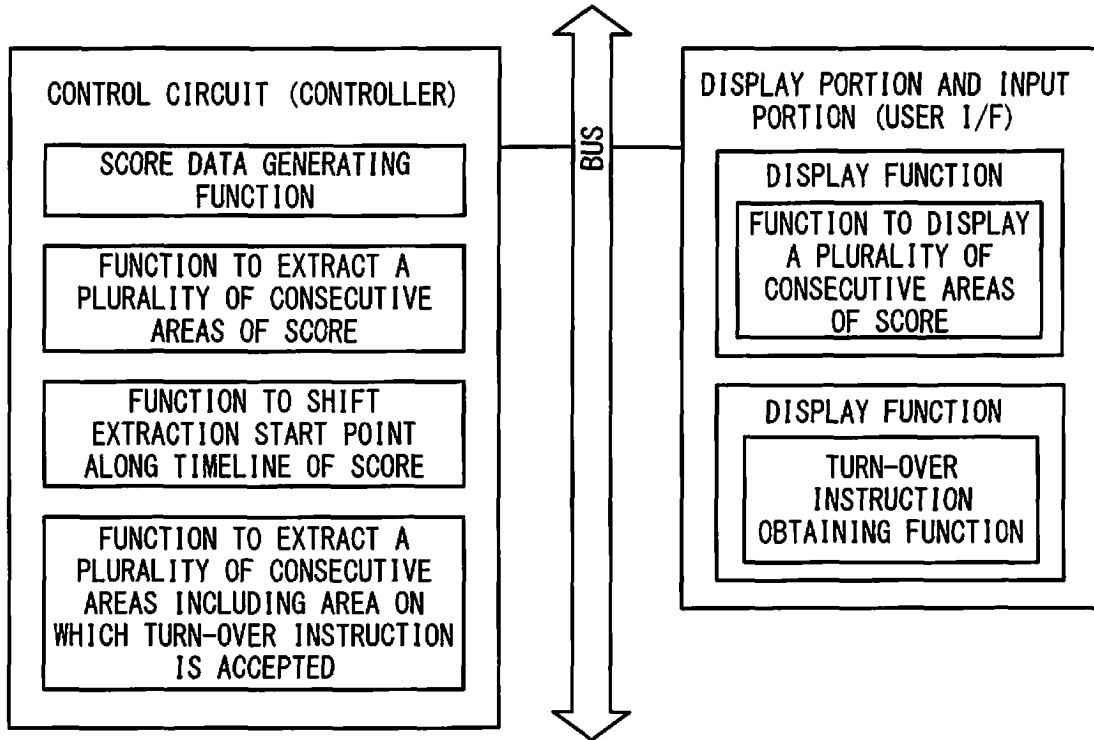 CONTROL CIRCUIT (CONTROLLER)
SCORE DATA GENERATING
FUNCTION
FUNCTION TO EXTRACT A
PLURALITY OF CONSECUTIVE
AREAS OF SCORE
FUNCTION TO SHIFT
EXTRACTION START POINT
ALONG TIMELINE OF SCORE
FUNCTION TO EXTRACT A
PLURALITY OF CONSECUTIVE
AREAS INCLUDING AREA ON
WHICH TURN-OVER INSTRUCTION
IS ACCEPTED
BUS
DISPLAY PORTION AND INPUT
PORTION (USER I/F)
DISPLAY FUNCTION
FUNCTION TO DISPLAY
A PLURALITY OF
CONSECUTIVE AREAS
OF SCORE
DISPLAY FUNCTION
TURN-OVER
INSTRUCTION
OBTAINING FUNCTION